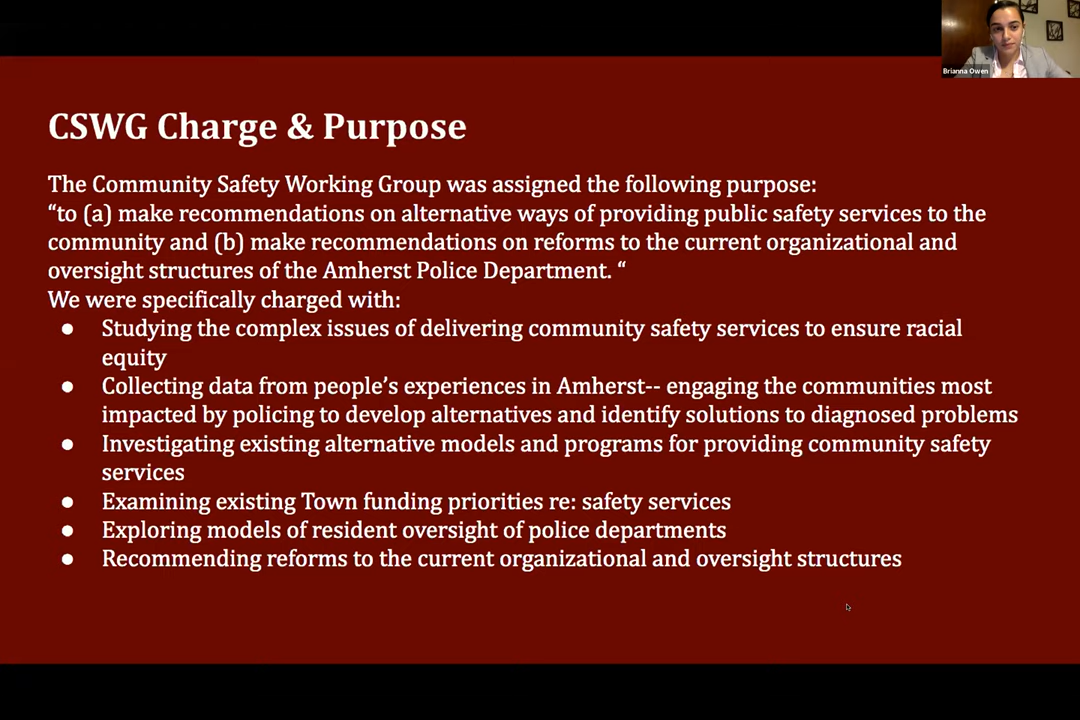 Brianna Owen
CSWG Charge & Purpose
The Community Safety Working Group was assigned the following purpose:
“to (a) make recommendations on alternative ways of providing public safety services to the
community and (b) make recommendations on reforms to the current organizational and
oversight structures of the Amherst Police Department. “
We were specifically charged with:
● Studying the complex issues of delivering community safety services to ensure racial
equity
● Collecting data from people’s experiences in Amherst-- engaging the communities most
impacted by policing to develop alternatives and identify solutions to diagnosed problems
● Investigating existing alternative models and programs for providing community safety
services
● Examining existing Town funding priorities re: safety services
● Exploring models of resident oversight of police departments
● Recommending reforms to the current organizational and oversight structures